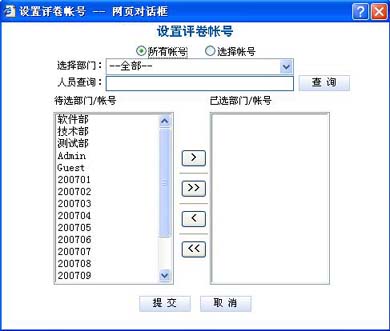 设置评卷帐号 -- 网页对话框
设置评卷帐号
所有帐号 选择帐号
选择部门: --全部--
人员查询: 查 询
待选部门/帐号 已选部门/帐号
软件部
技术部
测试部
Admin
Guest
200701
200702
200703
200704
200705
200706
200707
200708
200709
>
>>
<
<<
提 交 取 消